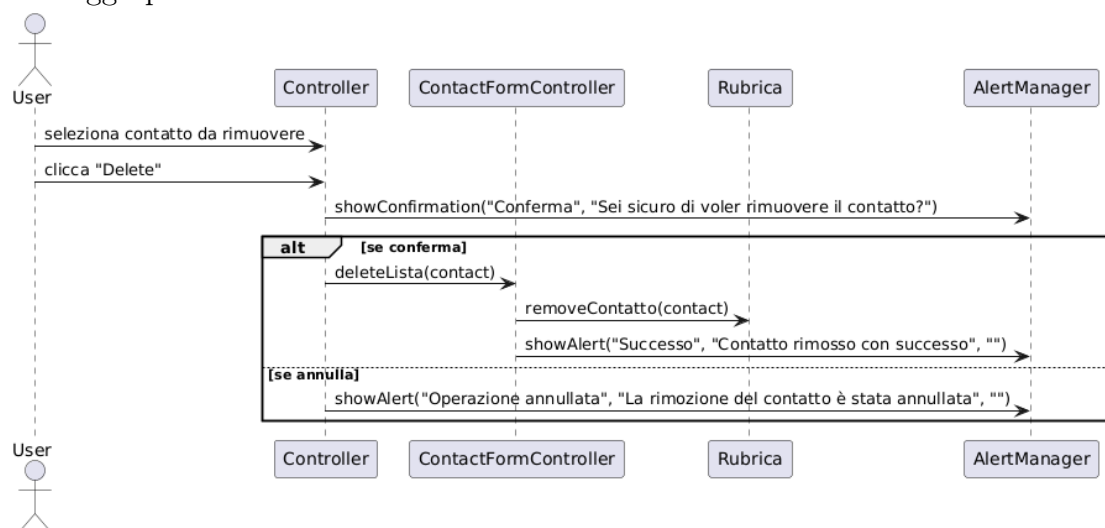 User
Controller
ContactFormController
Rubrica
AlertManager
seleziona contatto da rimuovere
clicca "Delete"
showConfirmation("Conferma", "Sei sicuro di voler rimuovere il contatto?")
alt
[se conferma]
deleteLista(contact)
removeContatto(contact)
showAlert("Successo", "Contatto rimosso con successo", "")
[se annulla]
showAlert("Operazione annullata", "La rimozione del contatto è stata annullata", "")
User
Controller
ContactFormController
Rubrica
AlertManager